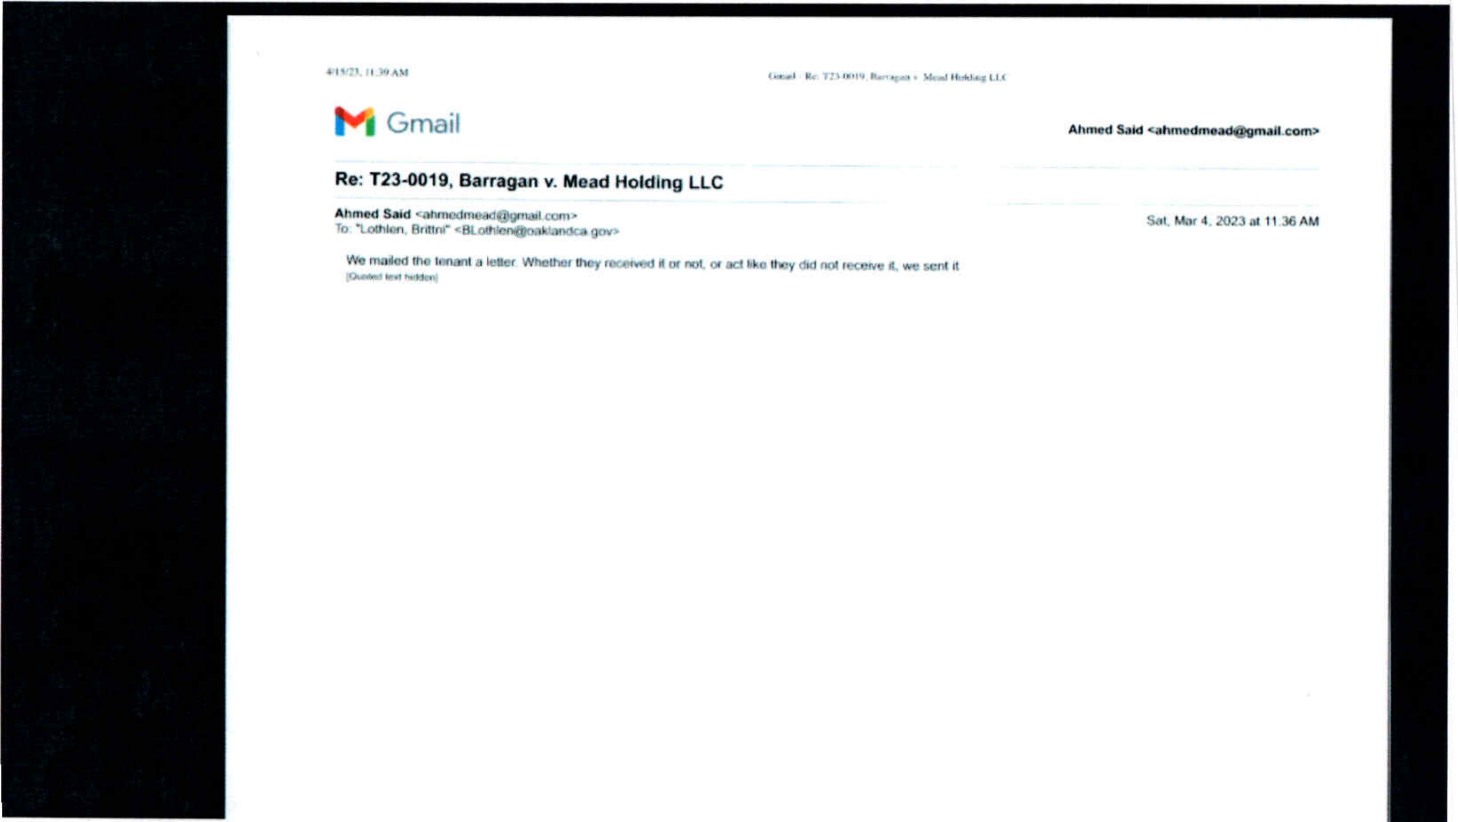 4/15/23, 11:39 AM
Gmail - Re: T23-0019, Barragan v. Mead Holding LLC
Gmail
Ahmed Said <ahmedmead@gmail.com>
Re: T23-0019, Barragan v. Mead Holding LLC
Ahmed Said <ahmedmead@gmail.com>
Sat, Mar 4, 2023 at 11:36 AM
To: "Lothlen, Brittni" <BLothlen@oaklandca.gov>
We mailed the tenant a letter. Whether they received it or not, or act like they did not receive it, we sent it
[Quoted text hidden]